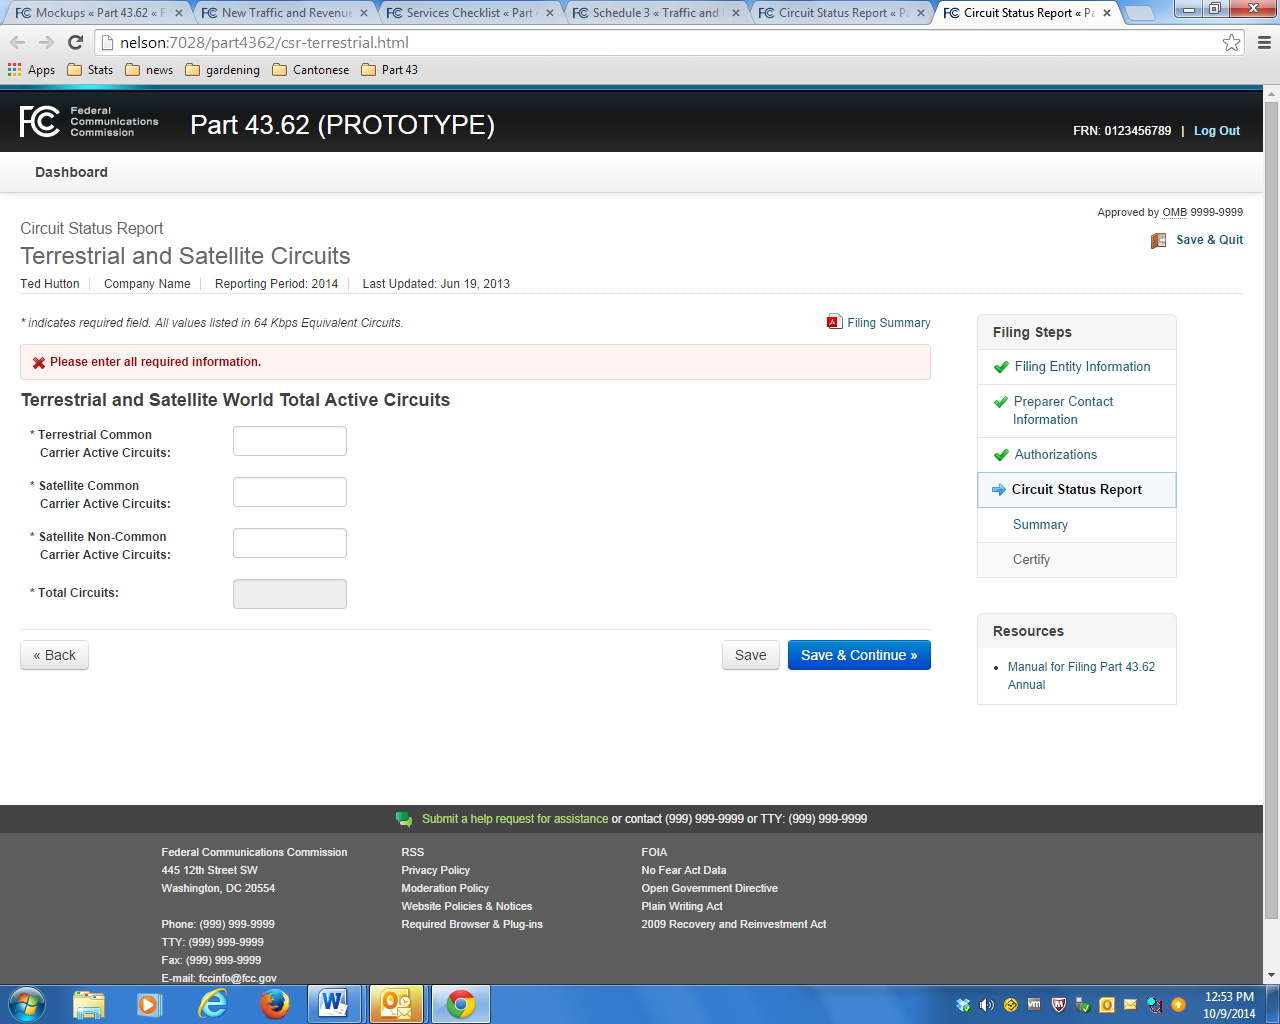 Mockups « Part 43.62 « F
New Traffic and Revenue
Services Checklist « Part
Schedule 3 « Traffic and
Circuit Status Report « Pa
Circuit Status Report « Pa
nelson:7028/part4362/csr-terrestrial.html
Apps Stats news gardening Cantonese Part 43
FC Federal Communications Commission
Part 43.62 (PROTOTYPE)
FRN: 0123456789 | Log Out
Dashboard
Approved by OMB 9999-9999
Circuit Status Report
Save & Quit
Terrestrial and Satellite Circuits
Ted Hutton | Company Name | Reporting Period: 2014 | Last Updated: Jun 19, 2013
* indicates required field. All values listed in 64 Kbps Equivalent Circuits.
Filing Summary
Please enter all required information.
Terrestrial and Satellite World Total Active Circuits
* Terrestrial Common
Carrier Active Circuits:
* Satellite Common
Carrier Active Circuits:
* Satellite Non-Common
Carrier Active Circuits:
* Total Circuits:
« Back
Save
Save & Continue »
Filing Steps
Filing Entity Information
Preparer Contact
Information
Authorizations
Circuit Status Report
Summary
Certify
Resources
Manual for Filing Part 43.62
Annual
Submit a help request for assistance or contact (999) 999-9999 or TTY: (999) 999-9999
Federal Communications Commission
445 12th Street SW
Washington, DC 20554
Phone: (999) 999-9999
TTY: (999) 999-9999
Fax: (999) 999-9999
E-mail: fccinfo@fcc.gov
RSS
Privacy Policy
Moderation Policy
Website Policies & Notices
Required Browser & Plug-ins
FOIA
No Fear Act Data
Open Government Directive
Plain Writing Act
2009 Recovery and Reinvestment Act
12:53 PM
10/9/2014